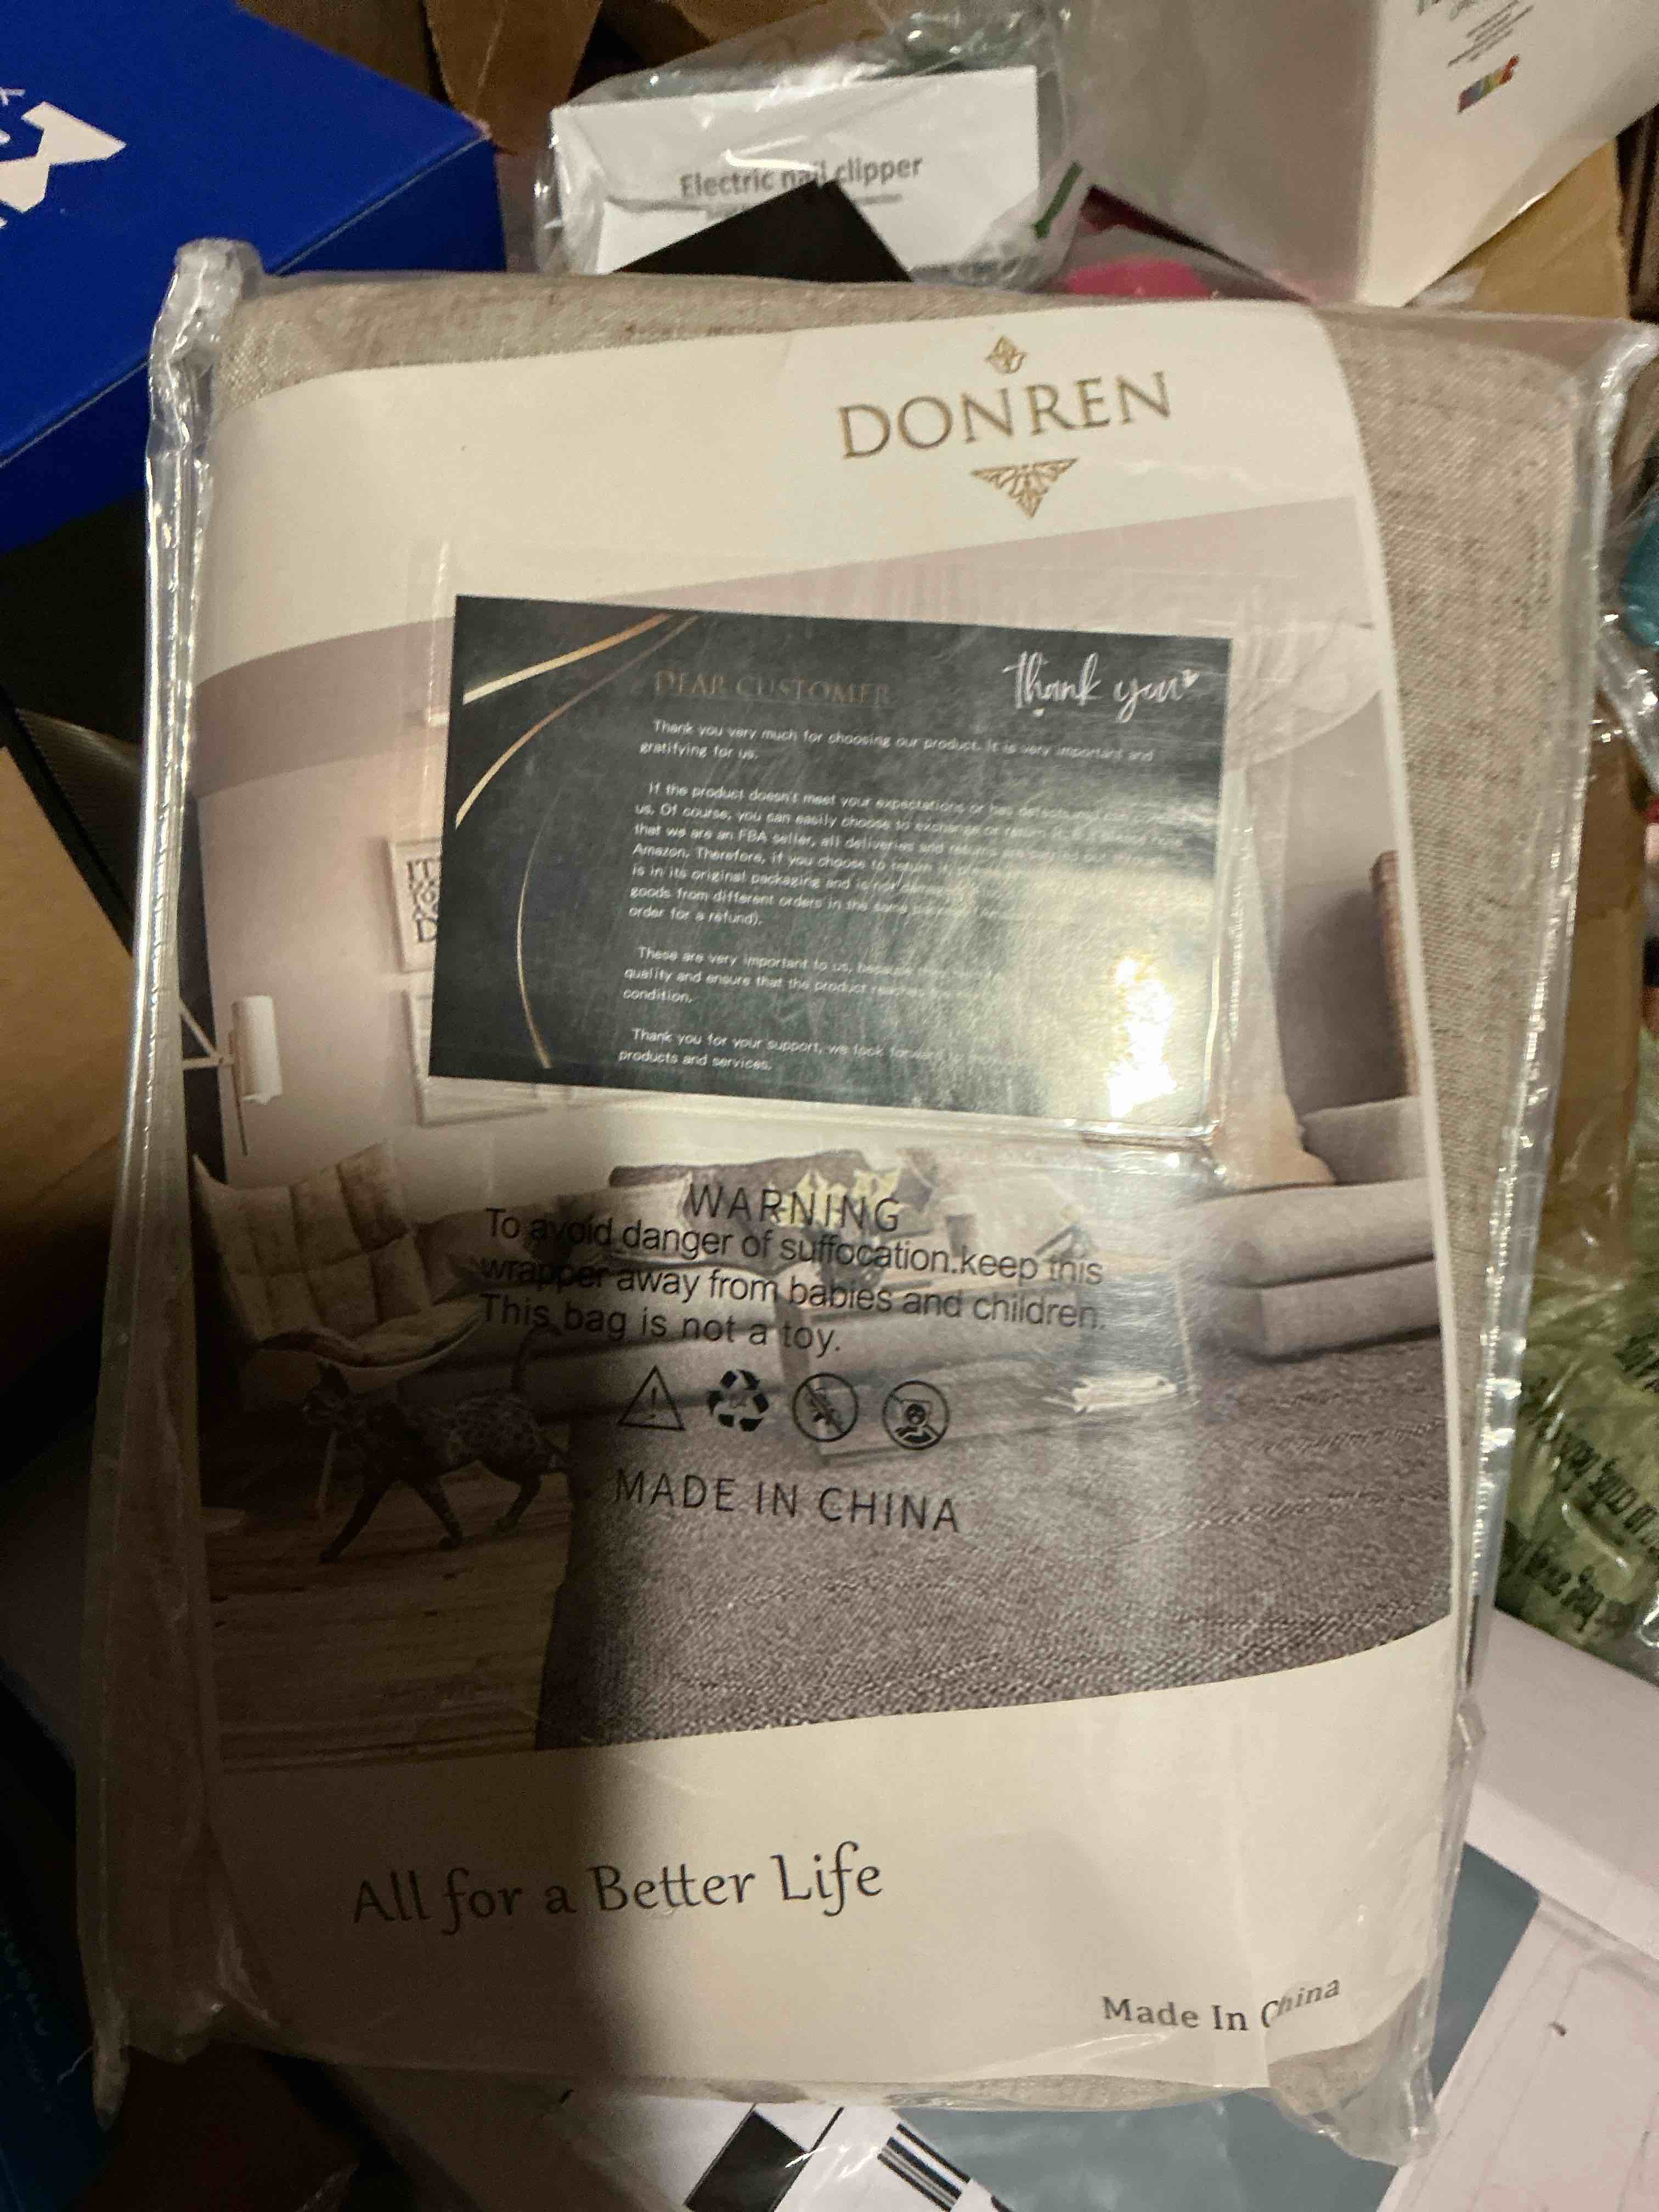 Electric nail clipper
DONREN
DEAR CUSTOMER
Thank you
Thank you very much for choosing our product. It is very important and
gratifying for us.
If the product doesn't meet your expectations or has defects, you can
us. Of course, you can easily choose to exchange or return it.
that we are an FBA seller, all deliveries and returns are
Amazon. Therefore, if you choose to return it,
is in its original packaging and is not
goods from different orders in the same
order for a refund).
These are very important to us, because
quality and ensure that the product reaches
condition.
Thank you for your support, we look forward to
products and services.
WARNING
To avoid danger of suffocation.keep this
wrapper away from babies and children.
This bag is not a toy.
MADE IN CHINA
All for a Better Life
Made In China